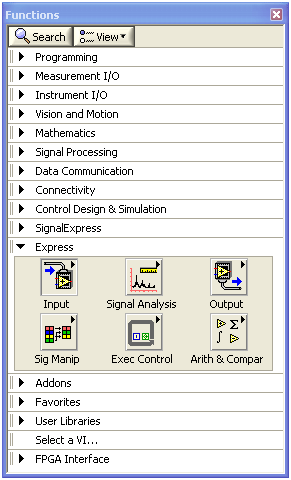 Functions
Search View
Programming
Measurement I/O
Instrument I/O
Vision and Motion
Mathematics
Signal Processing
Data Communication
Connectivity
Control Design & Simulation
SignalExpress
Express
Input Signal Analysis Output
Sig Manip Exec Control Arith & Compar
Addons
Favorites
User Libraries
Select a VI...
FPGA Interface